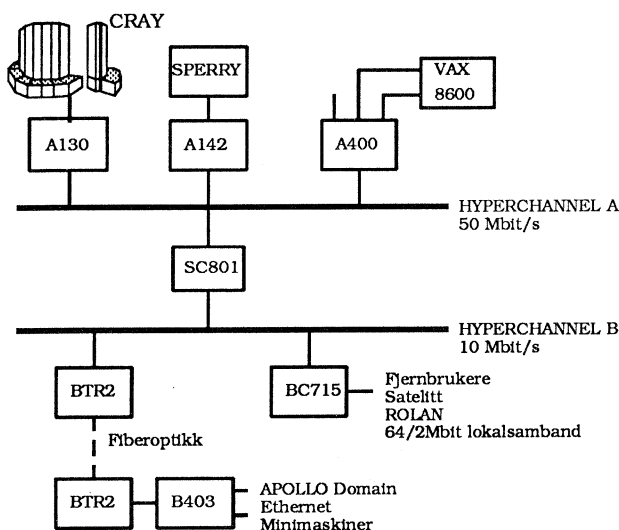 CRAY
SPERRY
VAX
8600
A130
A142
A400
HYPERCHANNEL A
50 Mbit/s
SC801
HYPERCHANNEL B
10 Mbit/s
BTR2
BC715
Fjernbrukere
Satelitt
ROLAN
64/2Mbit lokalsamband
Fiberoptikk
BTR2
B403
APOLLO Domain
Ethernet
Minimaskiner